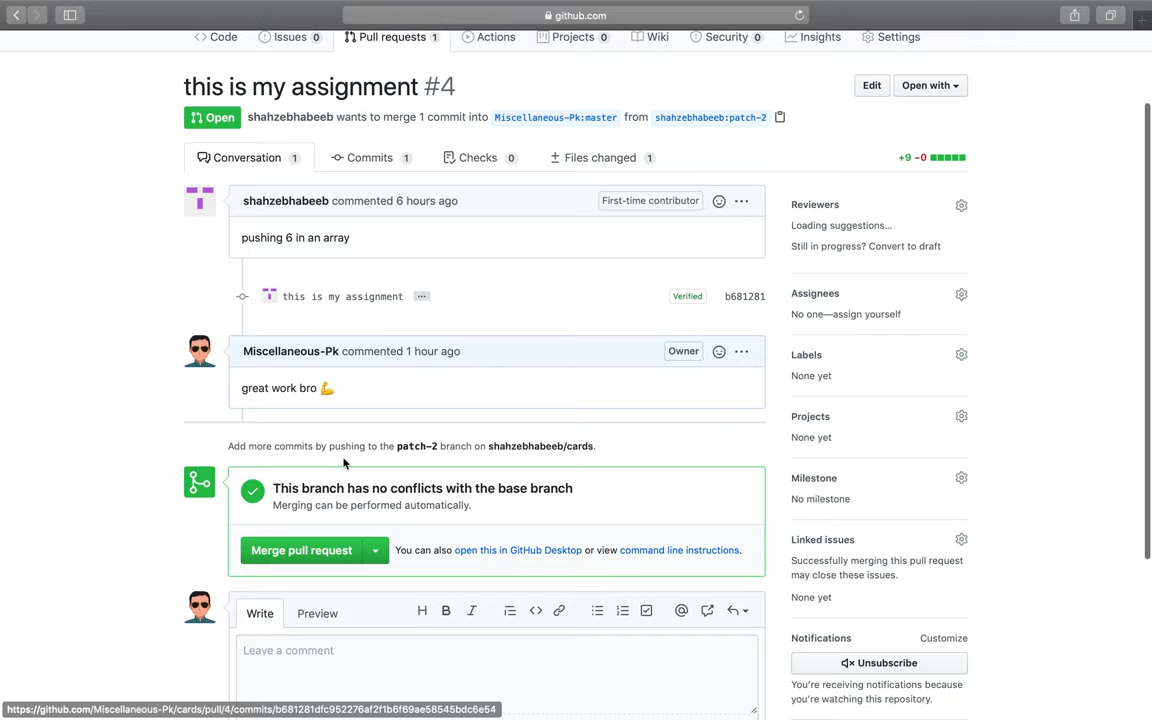 github.com
Code Issues 0 Pull requests 1 Actions Projects 0 Wiki Security 0 Insights Settings
this is my assignment #4
Edit Open with
Open shahzebhabeeb wants to merge 1 commit into Miscellaneous-Pk:master from shahzebhabeeb:patch-2
Conversation 1 Commits 1 Checks 0 Files changed 1 +9 −0
shahzebhabeeb commented 6 hours ago First-time contributor
pushing 6 in an array
this is my assignment ... Verified b681281
Miscellaneous-Pk commented 1 hour ago Owner
great work bro 💪
Add more commits by pushing to the patch-2 branch on shahzebhabeeb/cards.
This branch has no conflicts with the base branch
Merging can be performed automatically.
Merge pull request You can also open this in GitHub Desktop or view command line instructions.
Write Preview
Leave a comment
Reviewers
Loading suggestions...
Still in progress? Convert to draft
Assignees
No one—assign yourself
Labels
None yet
Projects
None yet
Milestone
No milestone
Linked issues
Successfully merging this pull request
may close these issues.
None yet
Notifications Customize
Unsubscribe
You're receiving notifications because
you're watching this repository.
https://github.com/Miscellaneous-Pk/cards/pull/4/commits/b681281dfc952276af2f1b6f69ae58545bdc6e54